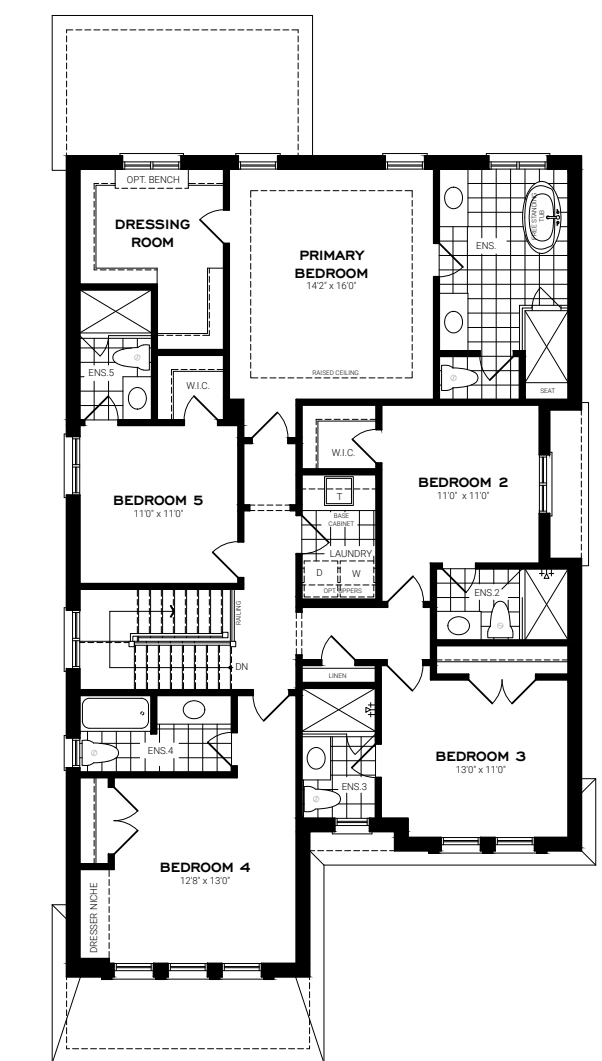 OPT. BENCH
DRESSING
ROOM
PRIMARY
BEDROOM
14'2" x 16'0"
RAISED CEILING
ENS.
FREESTANDING
TUB
SEAT
ENS.5
W.I.C.
W.I.C.
BEDROOM 5
11'0" x 11'0"
BEDROOM 2
11'0" x 11'0"
T
BASE
CABINET
LAUNDRY
D
W
OPT. UPPERS
ENS.2
RAILING
DN
LINEN
ENS.4
ENS.3
BEDROOM 3
13'0" x 11'0"
BEDROOM 4
12'8" x 13'0"
DRESSER NICHE